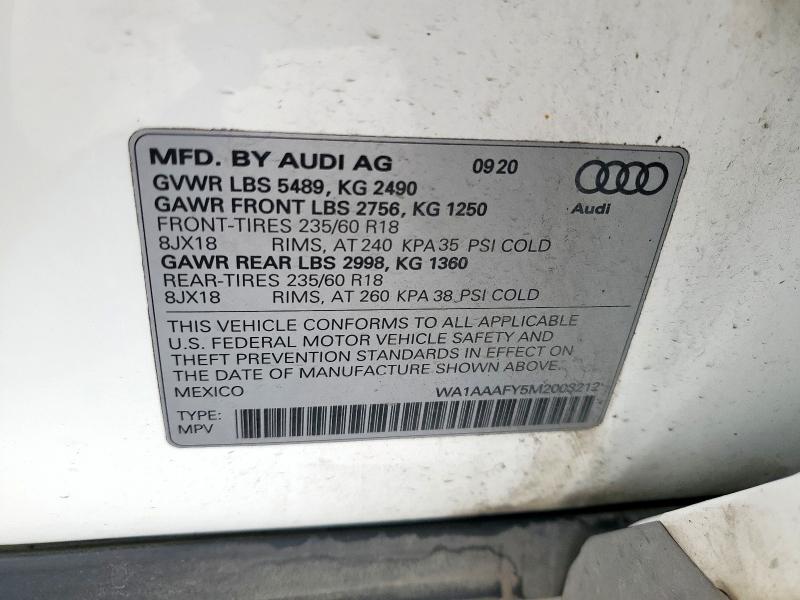 MFD. BY AUDI AG 0920
GVWR LBS 5489, KG 2490
GAWR FRONT LBS 2756, KG 1250
FRONT-TIRES 235/60 R18
8JX18 RIMS, AT 240 KPA 35 PSI COLD
GAWR REAR LBS 2998, KG 1360
REAR-TIRES 235/60 R18
8JX18 RIMS, AT 260 KPA 38 PSI COLD
Audi
THIS VEHICLE CONFORMS TO ALL APPLICABLE
U.S. FEDERAL MOTOR VEHICLE SAFETY AND
THEFT PREVENTION STANDARDS IN EFFECT ON
THE DATE OF MANUFACTURE SHOWN ABOVE.
MEXICO WA1AAAFY5M2003212
TYPE:
MPV